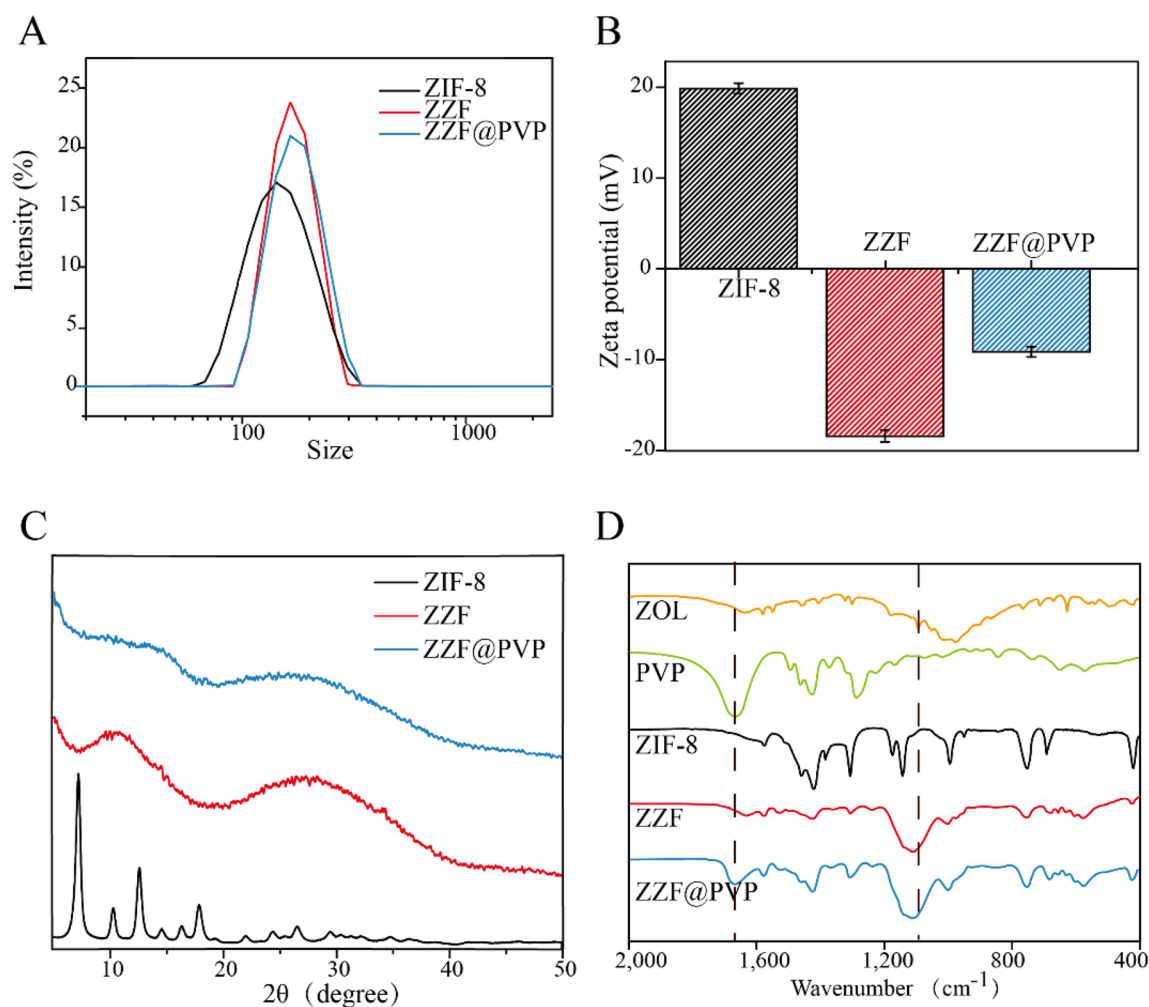 A
25
20
15
10
5
0
Intensity (%)
100
1000
Size
ZIF-8
ZZF
ZZF@PVP
B
20
10
0
-10
-20
Zeta potential (mV)
ZIF-8
ZZF
ZZF@PVP
C
ZIF-8
ZZF
ZZF@PVP
10
20
30
40
50
2θ (degree)
D
ZOL
PVP
ZIF-8
ZZF
ZZF@PVP
2,000
1,600
1,200
800
400
Wavenumber (cm-1)